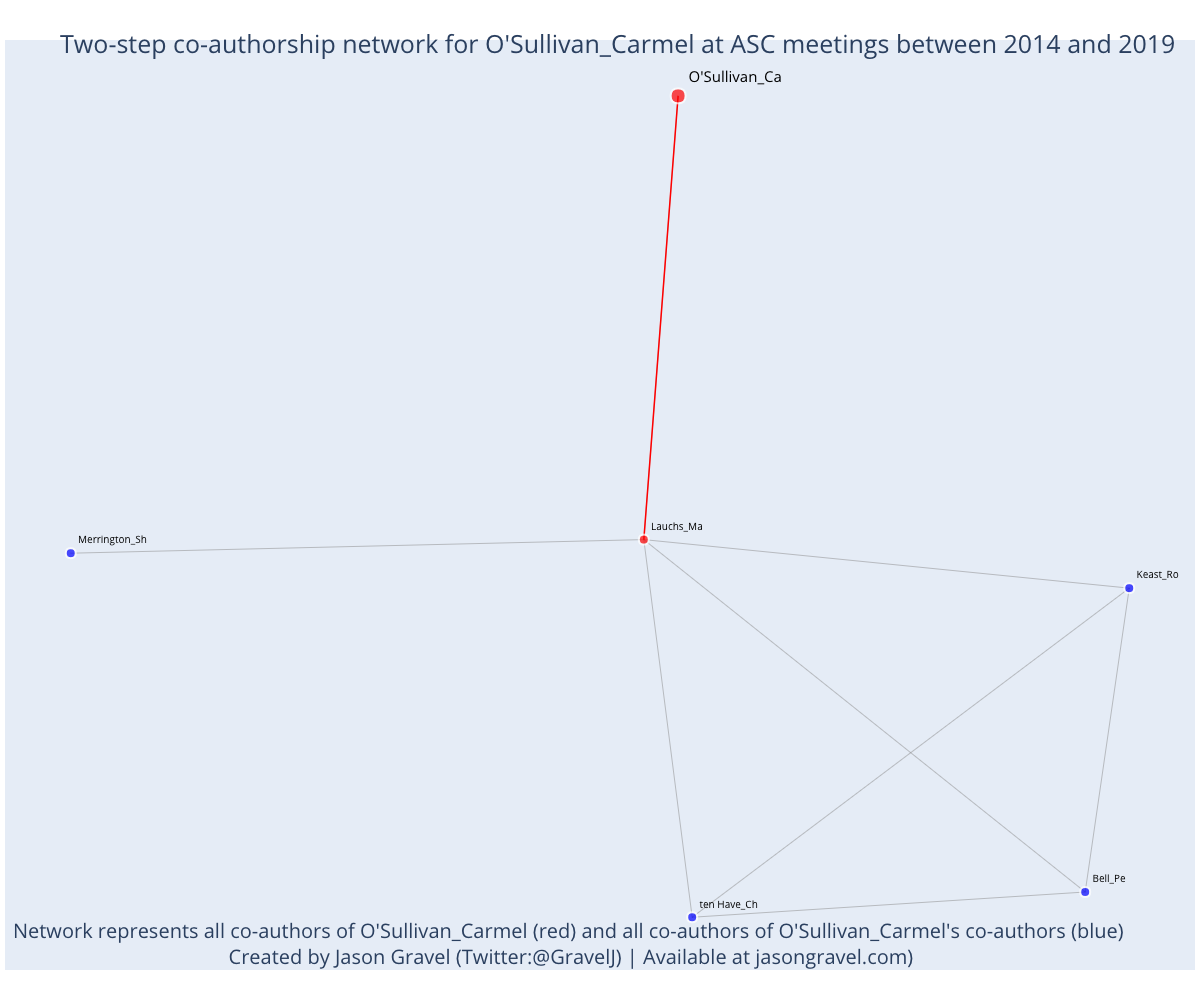 Two-step co-authorship network for O'Sullivan_Carmel at ASC meetings between 2014 and 2019
O'Sullivan_Ca
Lauchs_Ma
Merrington_Sh
Keast_Ro
Bell_Pe
ten Have_Ch
Network represents all co-authors of O'Sullivan_Carmel (red) and all co-authors of O'Sullivan_Carmel's co-authors (blue)
Created by Jason Gravel (Twitter:@GravelJ) | Available at jasongravel.com)